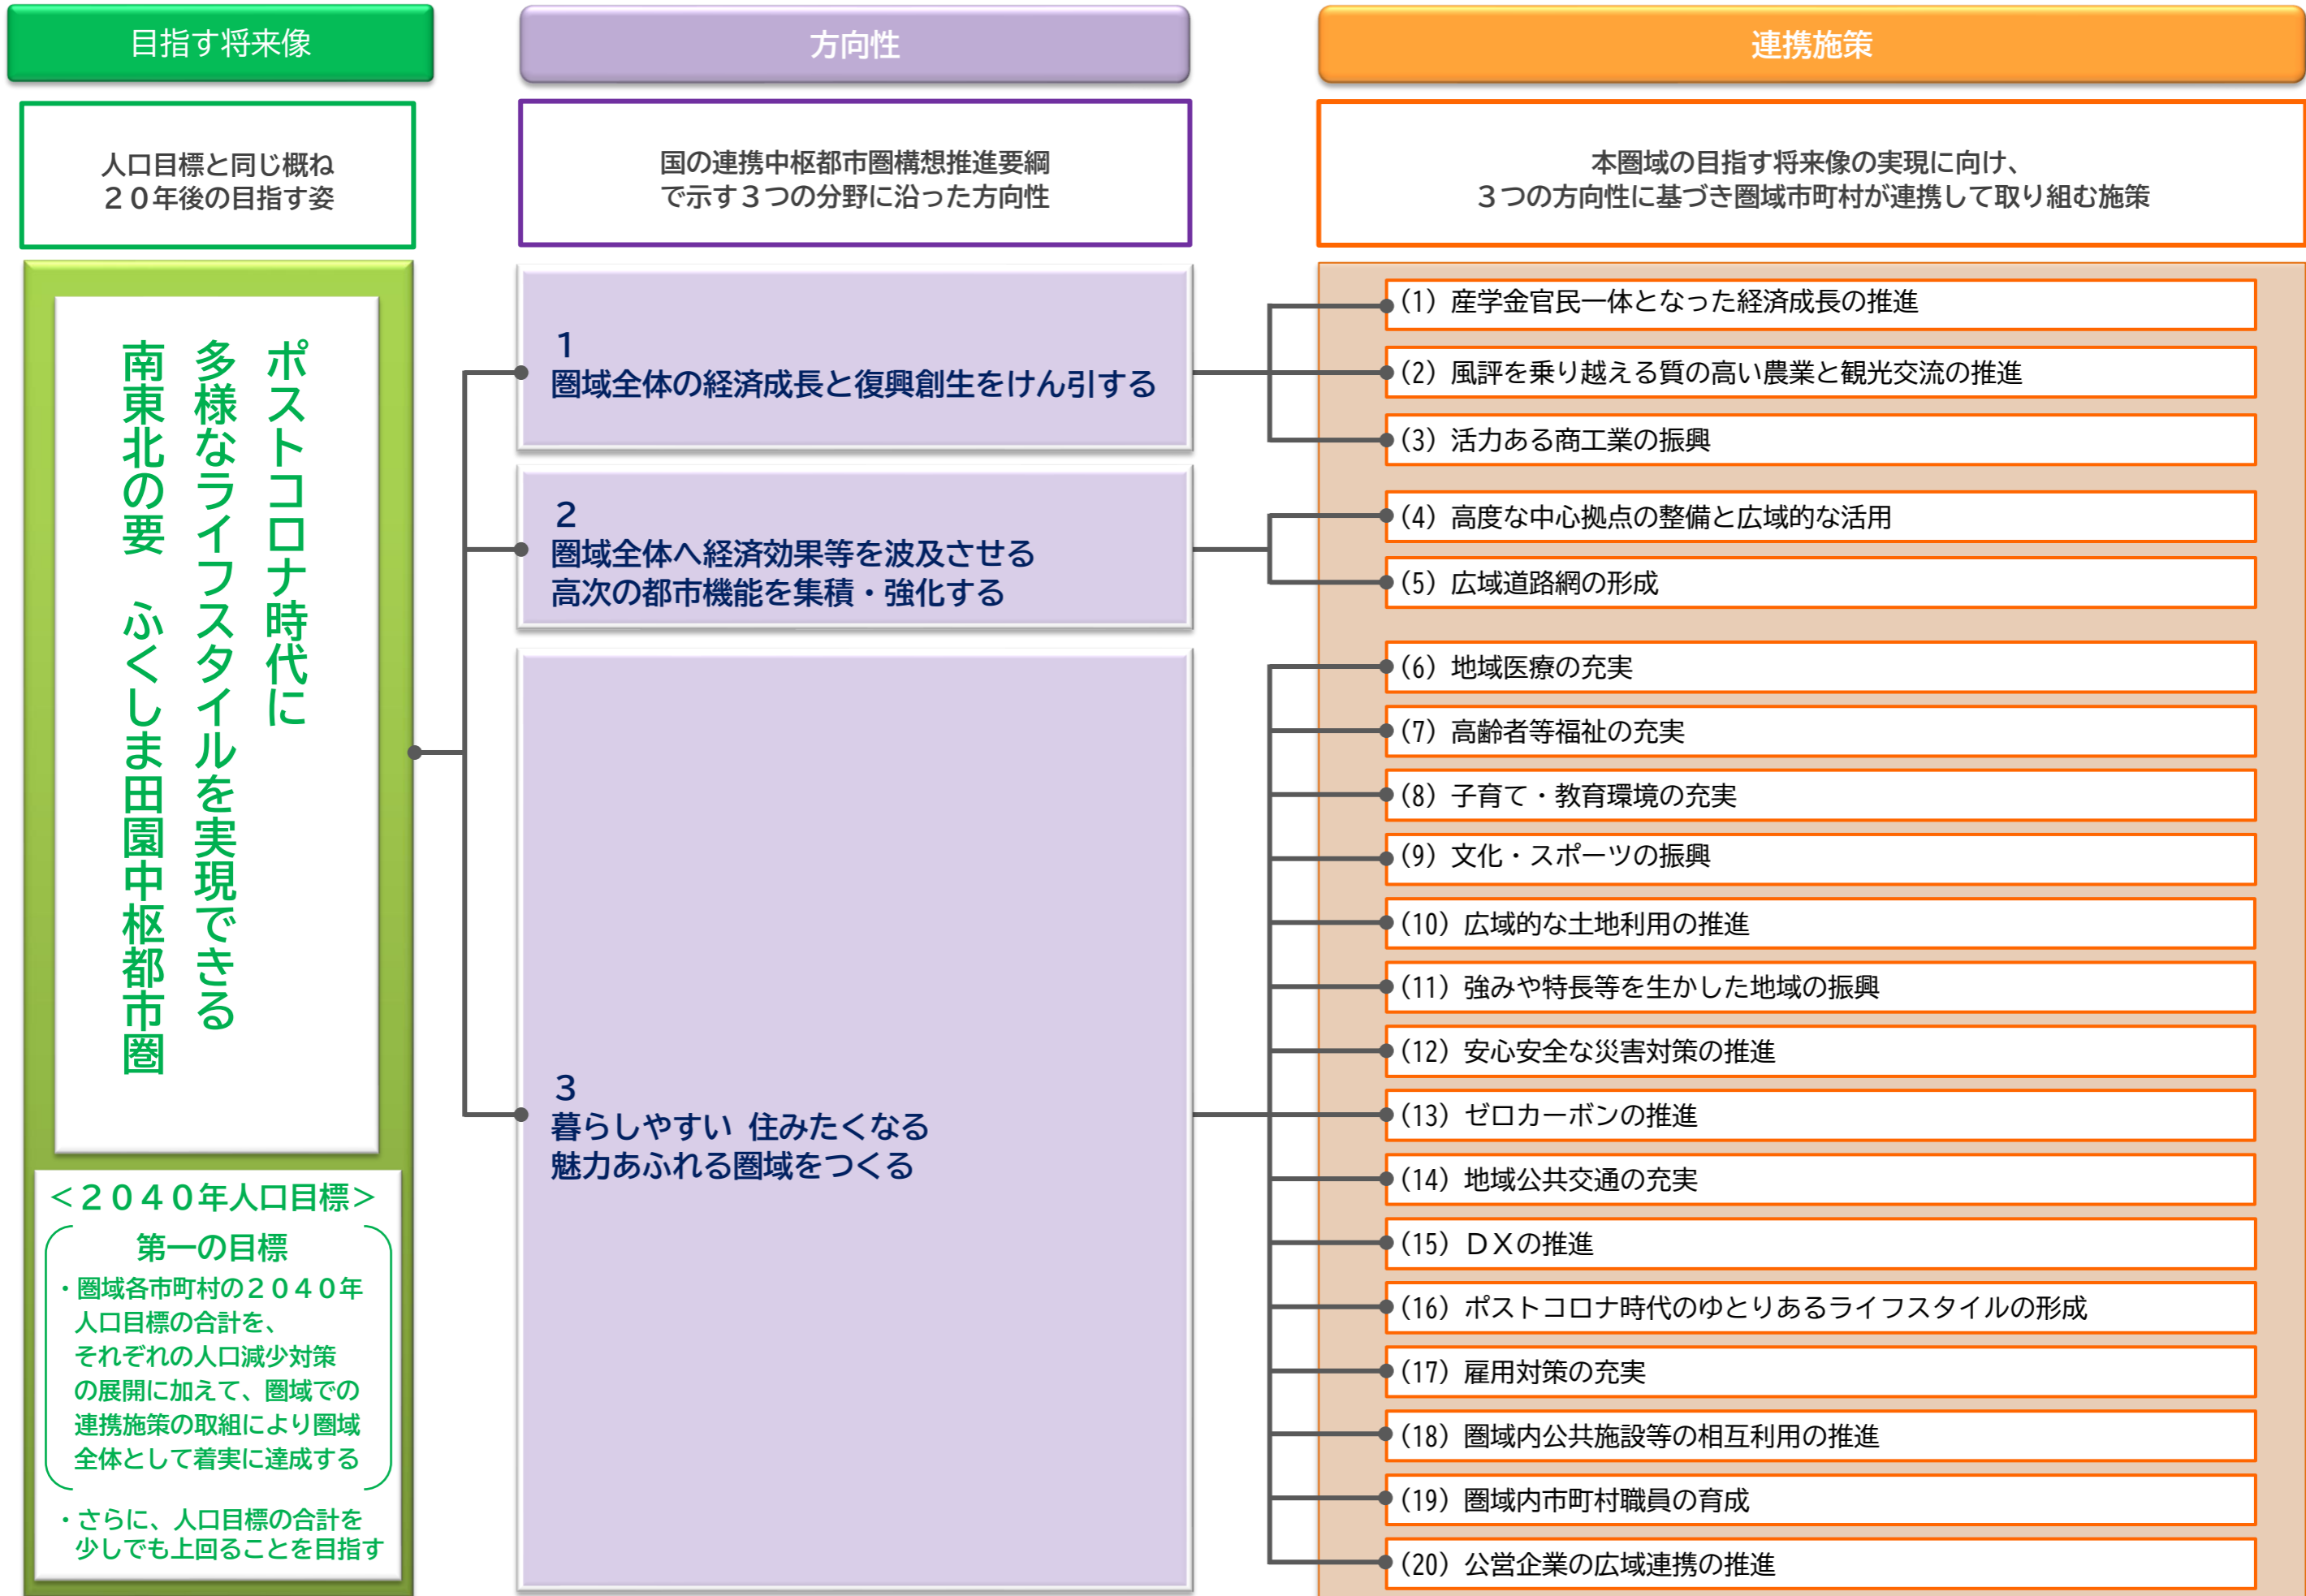 目指す将来像
人口目標と同じ概ね
２０年後の目指す姿
ポストコロナ時代に
多様なライフスタイルを実現できる
南東北の要　ふくしま田園中枢都市圏
＜２０４０年人口目標＞
第一の目標
・圏域各市町村の２０４０年
人口目標の合計を、
それぞれの人口減少対策
の展開に加えて、圏域での
連携施策の取組により圏域
全体として着実に達成する
・さらに、人口目標の合計を
少しでも上回ることを目指す
方向性
国の連携中枢都市圏構想推進要綱
で示す３つの分野に沿った方向性
1
圏域全体の経済成長と復興創生をけん引する
2
圏域全体へ経済効果等を波及させる
高次の都市機能を集積・強化する
3
暮らしやすい 住みたくなる
魅力あふれる圏域をつくる
連携施策
本圏域の目指す将来像の実現に向け、
３つの方向性に基づき圏域市町村が連携して取り組む施策
(1) 産学金官民一体となった経済成長の推進
(2) 風評を乗り越える質の高い農業と観光交流の推進
(3) 活力ある商工業の振興
(4) 高度な中心拠点の整備と広域的な活用
(5) 広域道路網の形成
(6) 地域医療の充実
(7) 高齢者等福祉の充実
(8) 子育て・教育環境の充実
(9) 文化・スポーツの振興
(10) 広域的な土地利用の推進
(11) 強みや特長等を生かした地域の振興
(12) 安心安全な災害対策の推進
(13) ゼロカーボンの推進
(14) 地域公共交通の充実
(15) ＤＸの推進
(16) ポストコロナ時代のゆとりあるライフスタイルの形成
(17) 雇用対策の充実
(18) 圏域内公共施設等の相互利用の推進
(19) 圏域内市町村職員の育成
(20) 公営企業の広域連携の推進